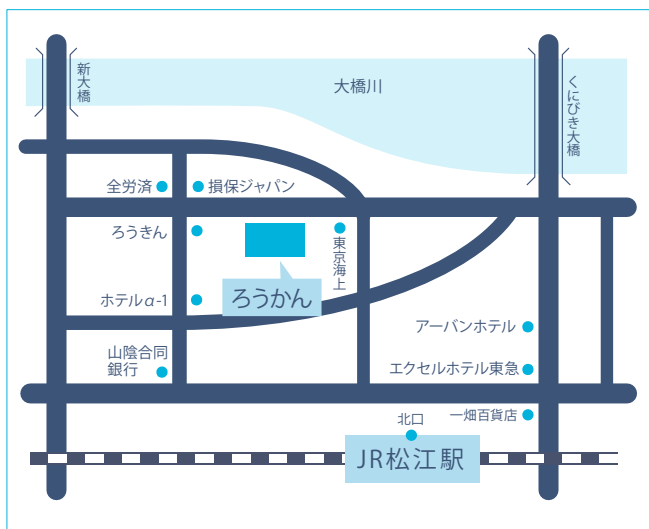 新大橋
大橋川
くにびき大橋
全労済
損保ジャパン
ろうきん
東京海上
ろうかん
ホテルα-1
アーバンホテル
山陰合同
銀行
エクセルホテル東急
北口
一畑百貨店
JR松江駅